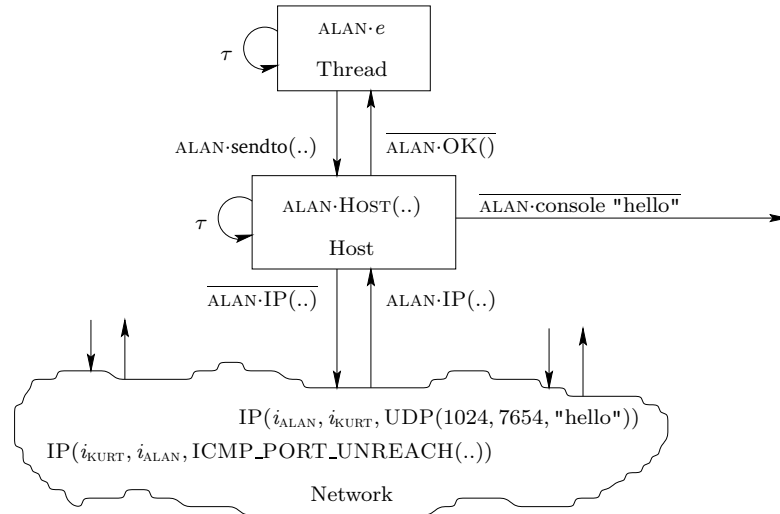 ALAN·e
τ
Thread
ALAN·sendto(..)
ALAN·OK()
ALAN·HOST(..)
ALAN·console "hello"
τ
Host
ALAN·IP(..)
ALAN·IP(..)
IP(iALAN, iKURT, UDP(1024, 7654, "hello"))
IP(iKURT, iALAN, ICMP_PORT_UNREACH(..))
Network